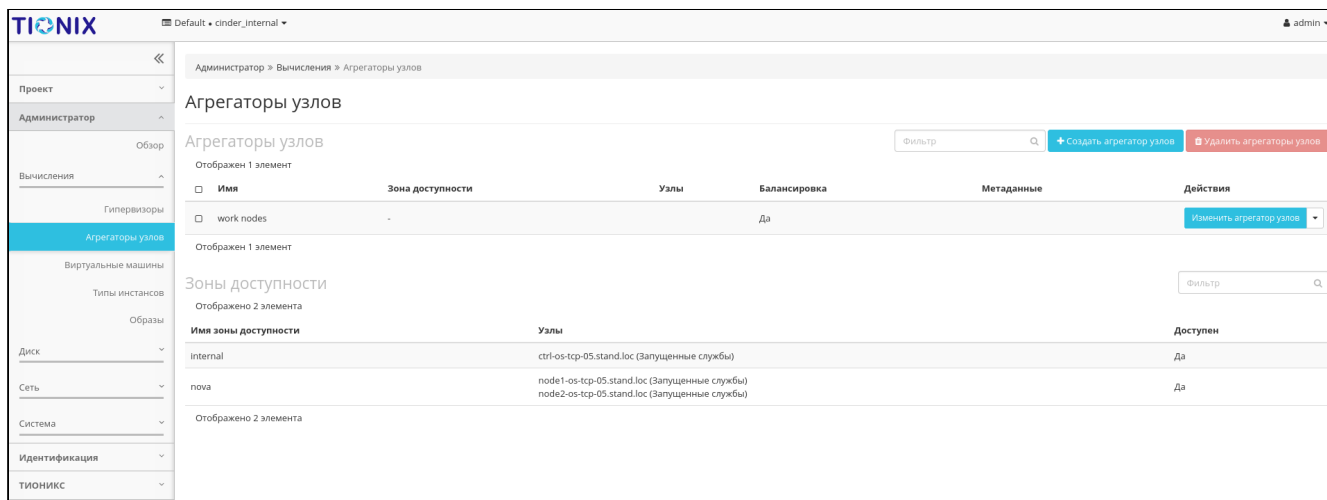 TIONIX
Default • cinder_internal
admin
Администратор » Вычисления » Агрегаторы узлов
Проект
Администратор
Обзор
Вычисления
Гипервизоры
Агрегаторы узлов
Виртуальные машины
Типы инстансов
Образы
Диск
Сеть
Система
Идентификация
ТИОНИКС
Агрегаторы узлов
Агрегаторы узлов
Фильтр
Создать агрегатор узлов
Удалить агрегаторы узлов
Отображен 1 элемент
Имя Зона доступности Узлы Балансировка Метаданные Действия
work nodes - Да Изменить агрегатор узлов
Отображен 1 элемент
Зоны доступности
Фильтр
Отображено 2 элемента
Имя зоны доступности Узлы Доступен
internal ctrl-os-tcp-05.stand.loc (Запущенные службы) Да
nova node1-os-tcp-05.stand.loc (Запущенные службы) Да
node2-os-tcp-05.stand.loc (Запущенные службы)
Отображено 2 элемента